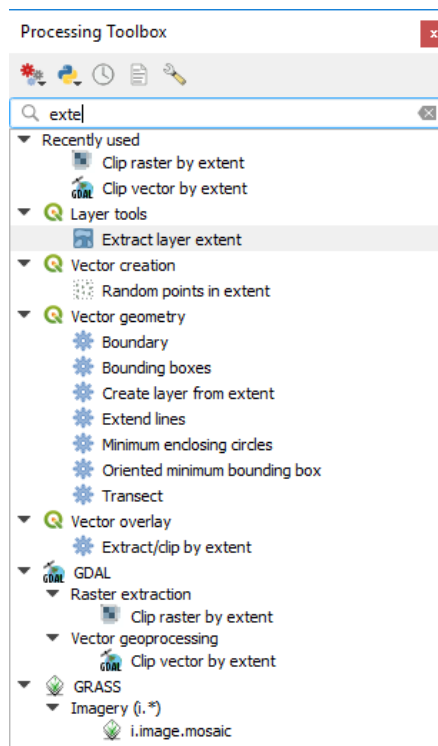 Processing Toolbox
x
exte
Recently used
Clip raster by extent
GDAL Clip vector by extent
Layer tools
Extract layer extent
Vector creation
Random points in extent
Vector geometry
Boundary
Bounding boxes
Create layer from extent
Extend lines
Minimum enclosing circles
Oriented minimum bounding box
Transect
Vector overlay
Extract/clip by extent
GDAL GDAL
Raster extraction
Clip raster by extent
Vector geoprocessing
GDAL Clip vector by extent
GRASS
Imagery (i.*)
i.image.mosaic